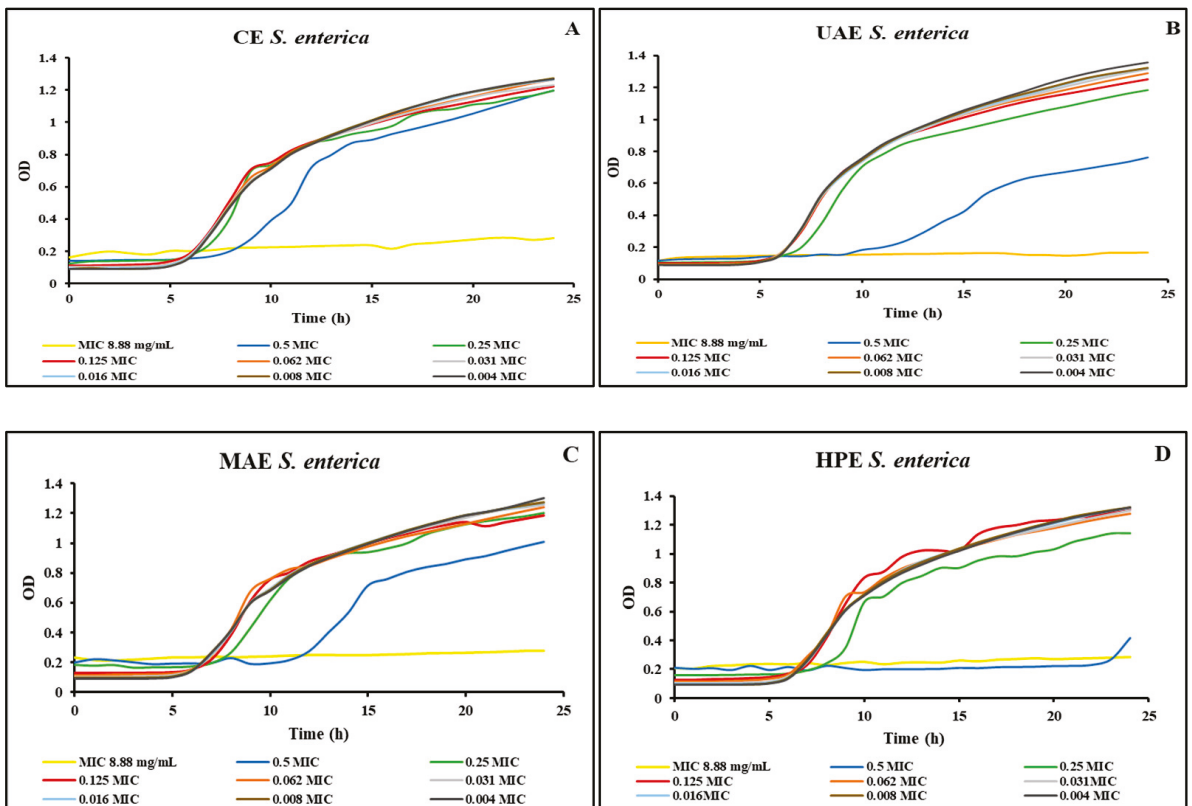 CE S. enterica
A
1.4
1.2
1
0.8
0.6
0.4
0.2
0
OD
0 5 10 15 20 25
Time (h)
MIC 8.88 mg/mL 0.5 MIC 0.25 MIC
0.125 MIC 0.062 MIC 0.031 MIC
0.016 MIC 0.008 MIC 0.004 MIC
UAE S. enterica
B
1.4
1.2
1
0.8
0.6
0.4
0.2
0
OD
0 5 10 15 20 25
Time (h)
MIC 8.88 mg/mL 0.5 MIC 0.25 MIC
0.125 MIC 0.062 MIC 0.031 MIC
0.016 MIC 0.008 MIC 0.004 MIC
MAE S. enterica
C
1.4
1.2
1
0.8
0.6
0.4
0.2
0
OD
0 5 10 15 20 25
Time (h)
MIC 8.88 mg/mL 0.5 MIC 0.25 MIC
0.125 MIC 0.062 MIC 0.031 MIC
0.016 MIC 0.008 MIC 0.004 MIC
HPE S. enterica
D
1.4
1.2
1
0.8
0.6
0.4
0.2
0
OD
0 5 10 15 20 25
Time (h)
MIC 8.88 mg/mL 0.5 MIC 0.25 MIC
0.125 MIC 0.062 MIC 0.031MIC
0.016MIC 0.008 MIC 0.004 MIC